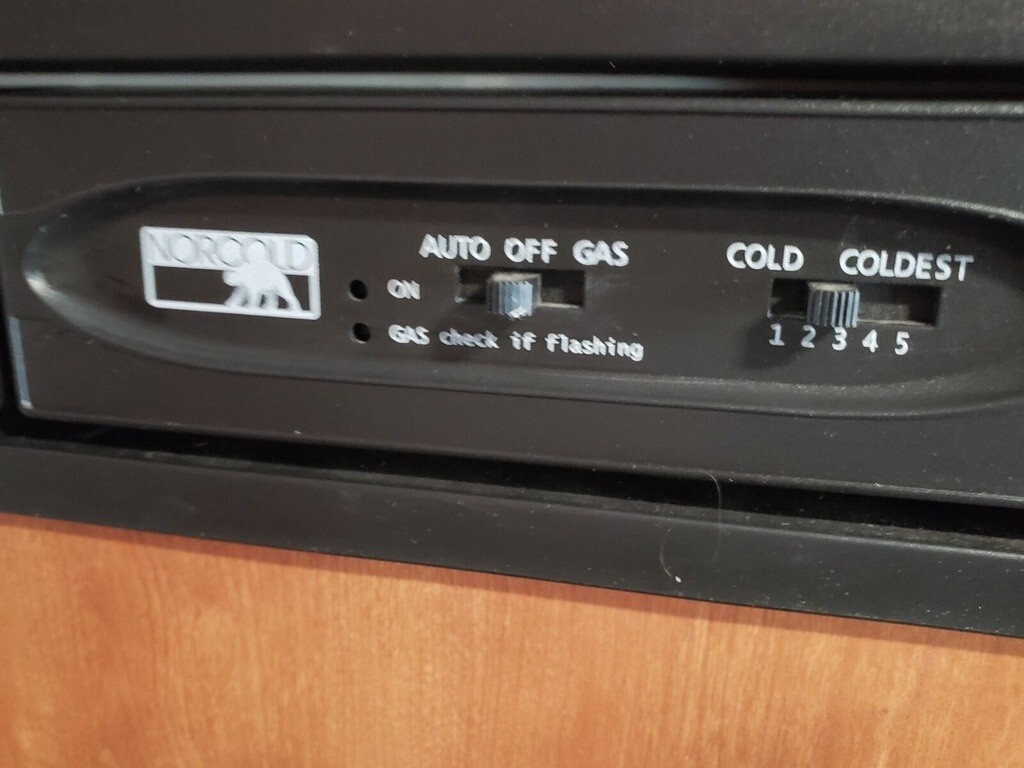 NORCOLD
AUTO OFF GAS
ON
GAS check if flashing
COLD COLDEST
1 2 3 4 5